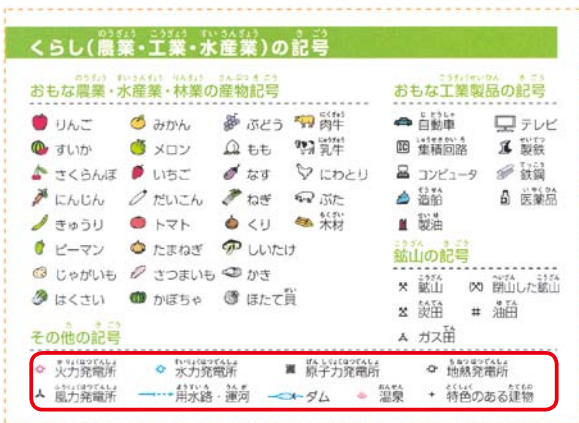 くらし(農業・工業・水産業)の記号
おもな農業・水産業・林業の産物記号
りんご みかん ぶどう 肉牛
すいか メロン もも 乳牛
さくらんぼ いちご なす にわとり
にんじん だいこん ねぎ ぶた
きゅうり トマト くり 木材
ピーマン たまねぎ しいたけ
じゃがいも さつまいも かき
はくさい かぼちゃ ほたて貝
おもな工業製品の記号
自動車 テレビ
集積回路 製鉄
コンピュータ 鉄鋼
造船 医薬品
製油
鉱山の記号
鉱山 閉山した鉱山
炭田 油田
ガス田
その他の記号
火力発電所 水力発電所 原子力発電所 地熱発電所
風力発電所 用水路・運河 ダム 温泉 特色のある建物